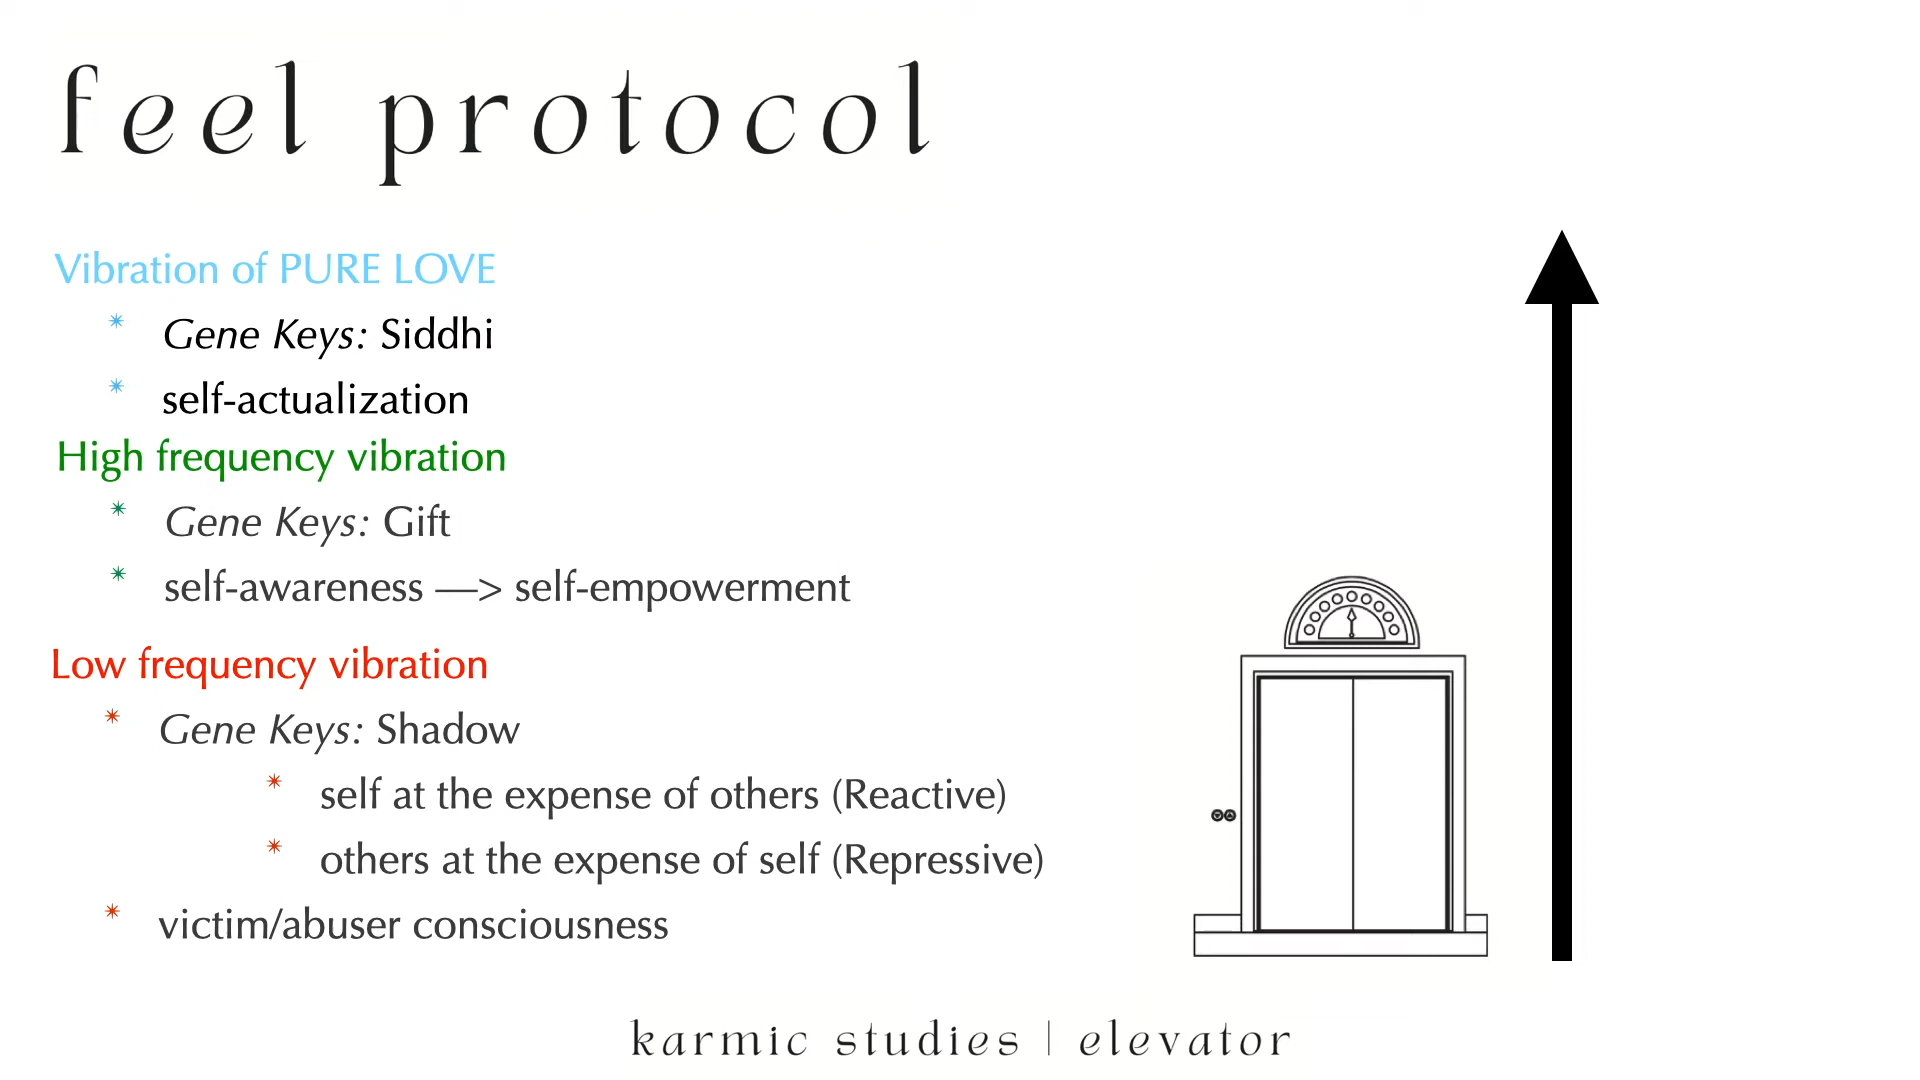 feel protocol
Vibration of PURE LOVE
* Gene Keys: Siddhi
* self-actualization
High frequency vibration
* Gene Keys: Gift
* self-awareness —> self-empowerment
Low frequency vibration
* Gene Keys: Shadow
* self at the expense of others (Reactive)
* others at the expense of self (Repressive)
* victim/abuser consciousness
karmic studies | elevator